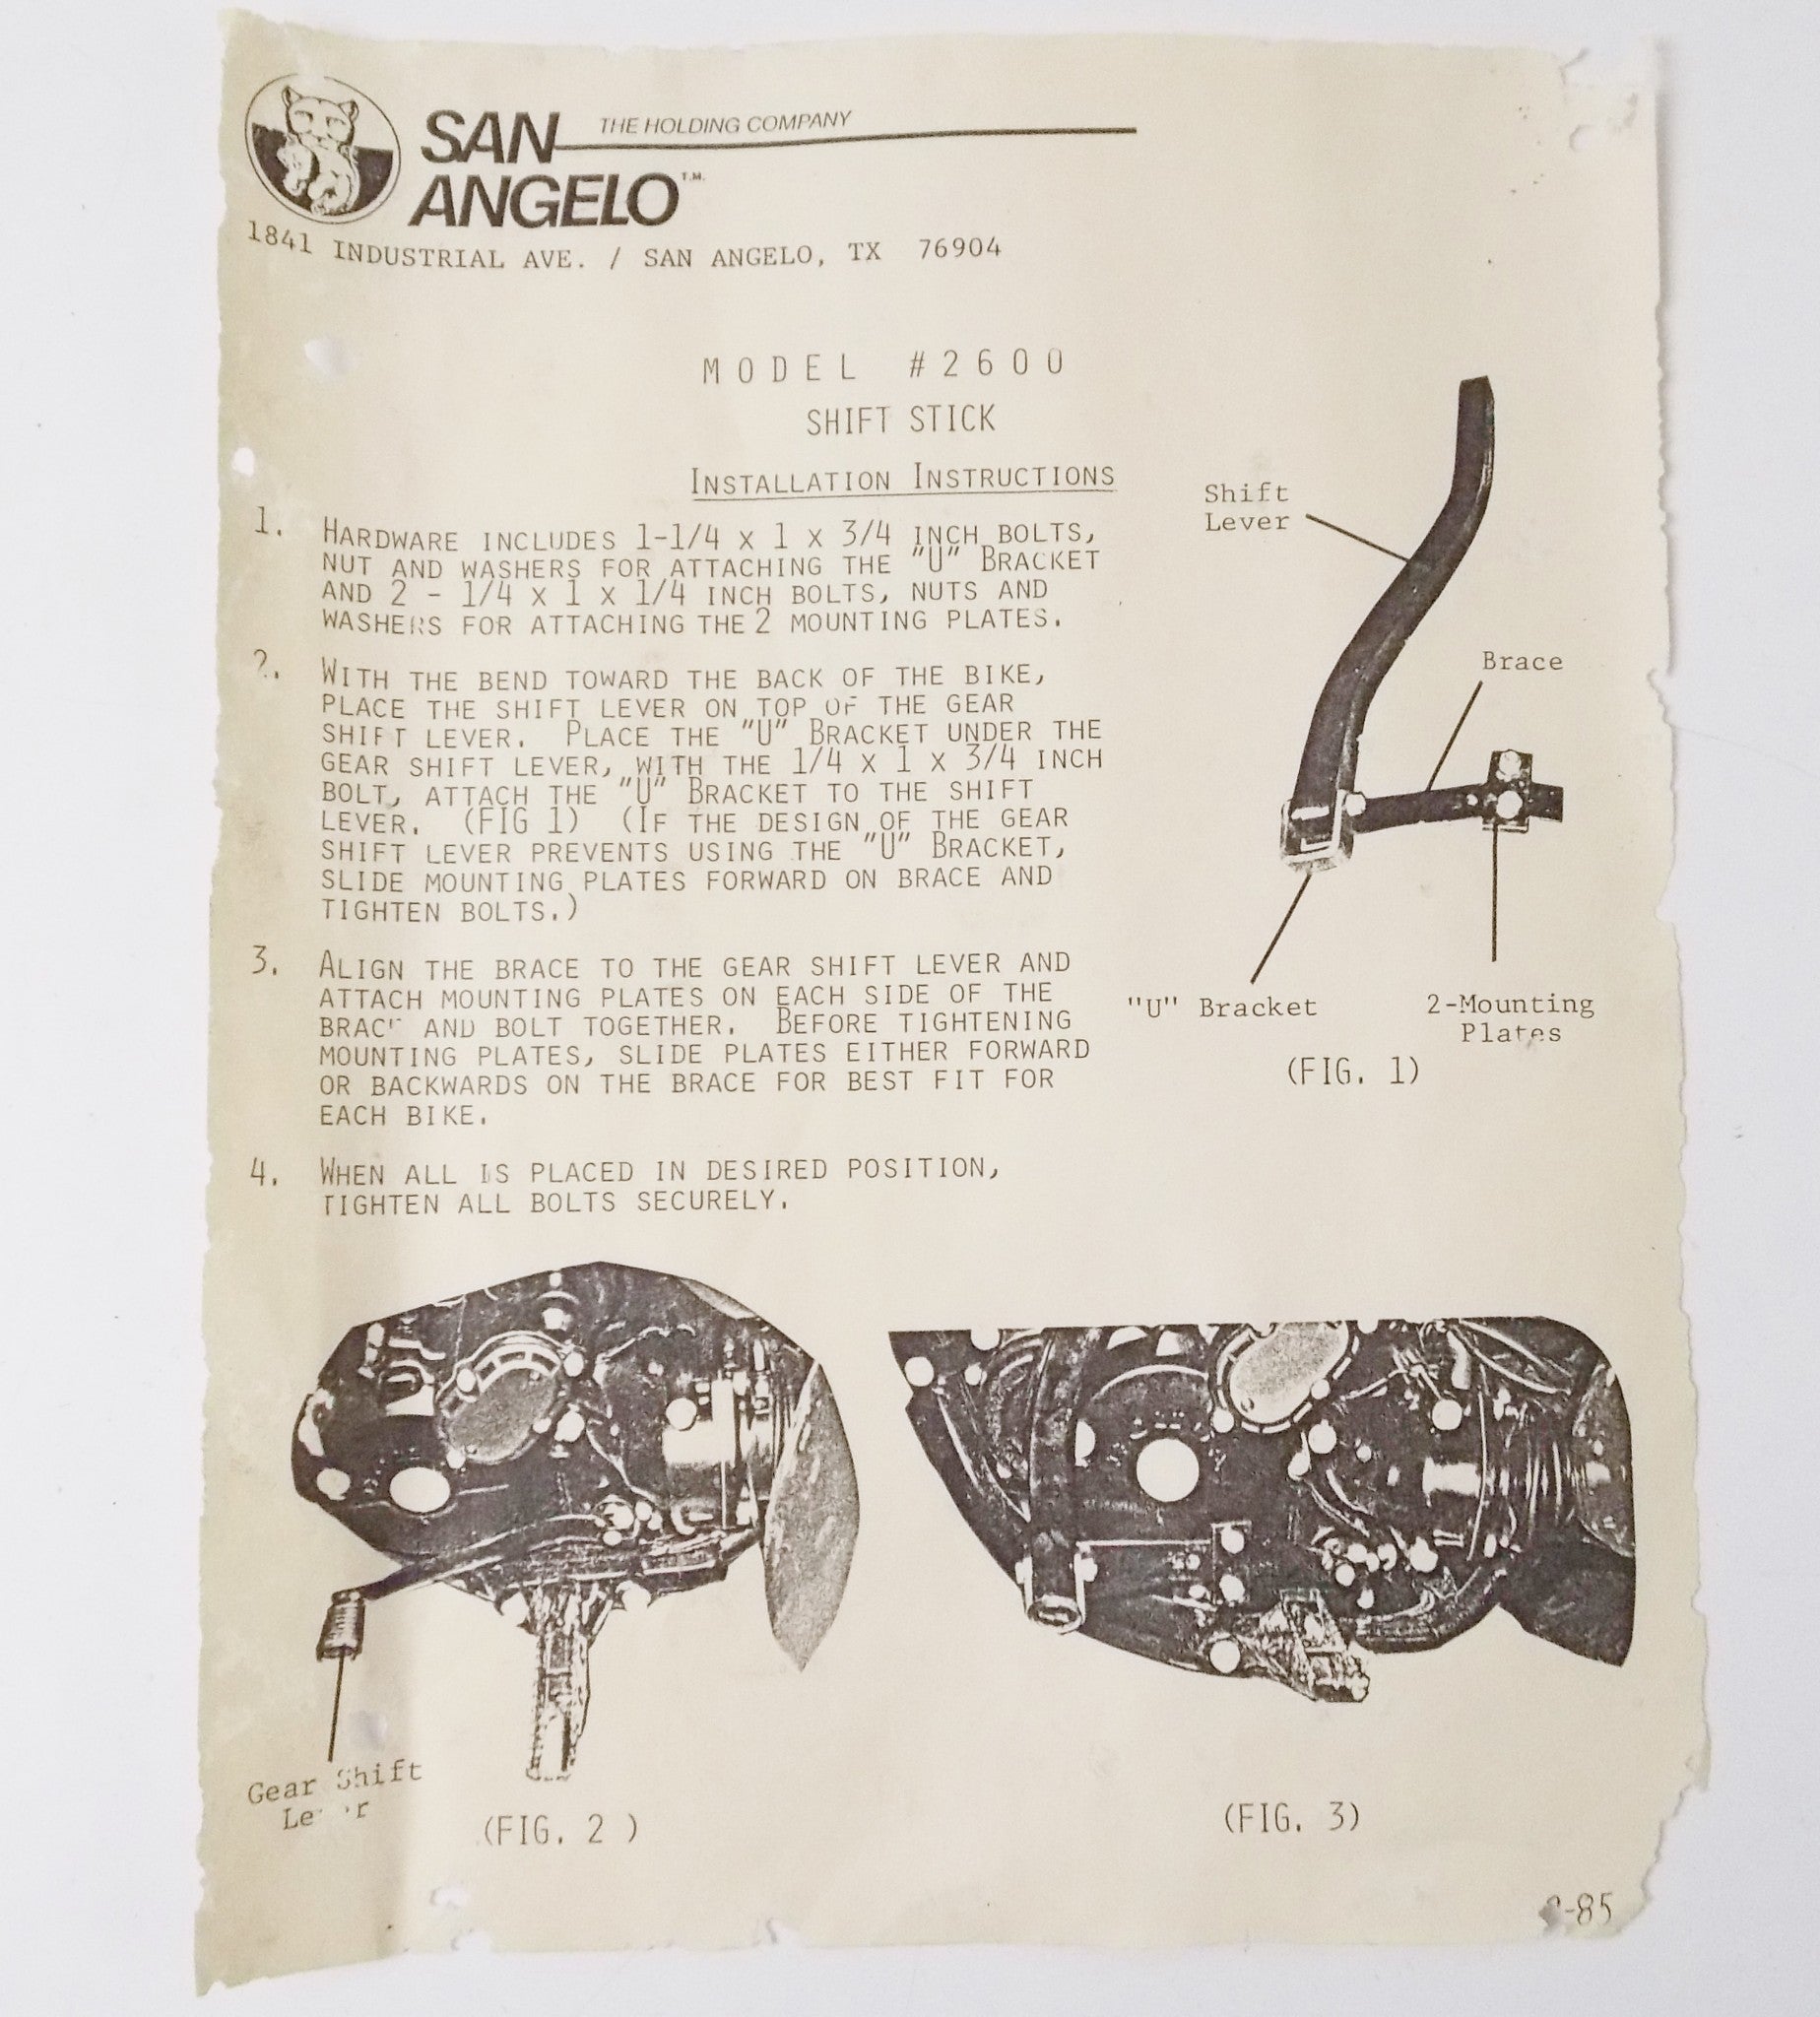 THE HOLDING COMPANY
SAN
ANGELO T.M.
1841 INDUSTRIAL AVE. / SAN ANGELO, TX 76904
MODEL #2600
SHIFT STICK
INSTALLATION INSTRUCTIONS
1. HARDWARE INCLUDES 1-1/4 X 1 X 3/4 INCH BOLTS,
NUT AND WASHERS FOR ATTACHING THE "U" BRACKET
AND 2 - 1/4 X 1 X 1/4 INCH BOLTS, NUTS AND
WASHERS FOR ATTACHING THE 2 MOUNTING PLATES.
2. WITH THE BEND TOWARD THE BACK OF THE BIKE,
PLACE THE SHIFT LEVER ON TOP OF THE GEAR
SHIFT LEVER. PLACE THE "U" BRACKET UNDER THE
GEAR SHIFT LEVER, WITH THE 1/4 X 1 X 3/4 INCH
BOLT, ATTACH THE "U" BRACKET TO THE SHIFT
LEVER. (FIG 1) (IF THE DESIGN OF THE GEAR
SHIFT LEVER PREVENTS USING THE "U" BRACKET,
SLIDE MOUNTING PLATES FORWARD ON BRACE AND
TIGHTEN BOLTS.)
3. ALIGN THE BRACE TO THE GEAR SHIFT LEVER AND
ATTACH MOUNTING PLATES ON EACH SIDE OF THE
BRACE AND BOLT TOGETHER. BEFORE TIGHTENING
MOUNTING PLATES, SLIDE PLATES EITHER FORWARD
OR BACKWARDS ON THE BRACE FOR BEST FIT FOR
EACH BIKE.
4. WHEN ALL IS PLACED IN DESIRED POSITION,
TIGHTEN ALL BOLTS SECURELY.
Shift
Lever
Brace
"U" Bracket
2-Mounting
Plates
(FIG. 1)
Gear Shift
Lever
(FIG. 2 )
(FIG. 3)
-85